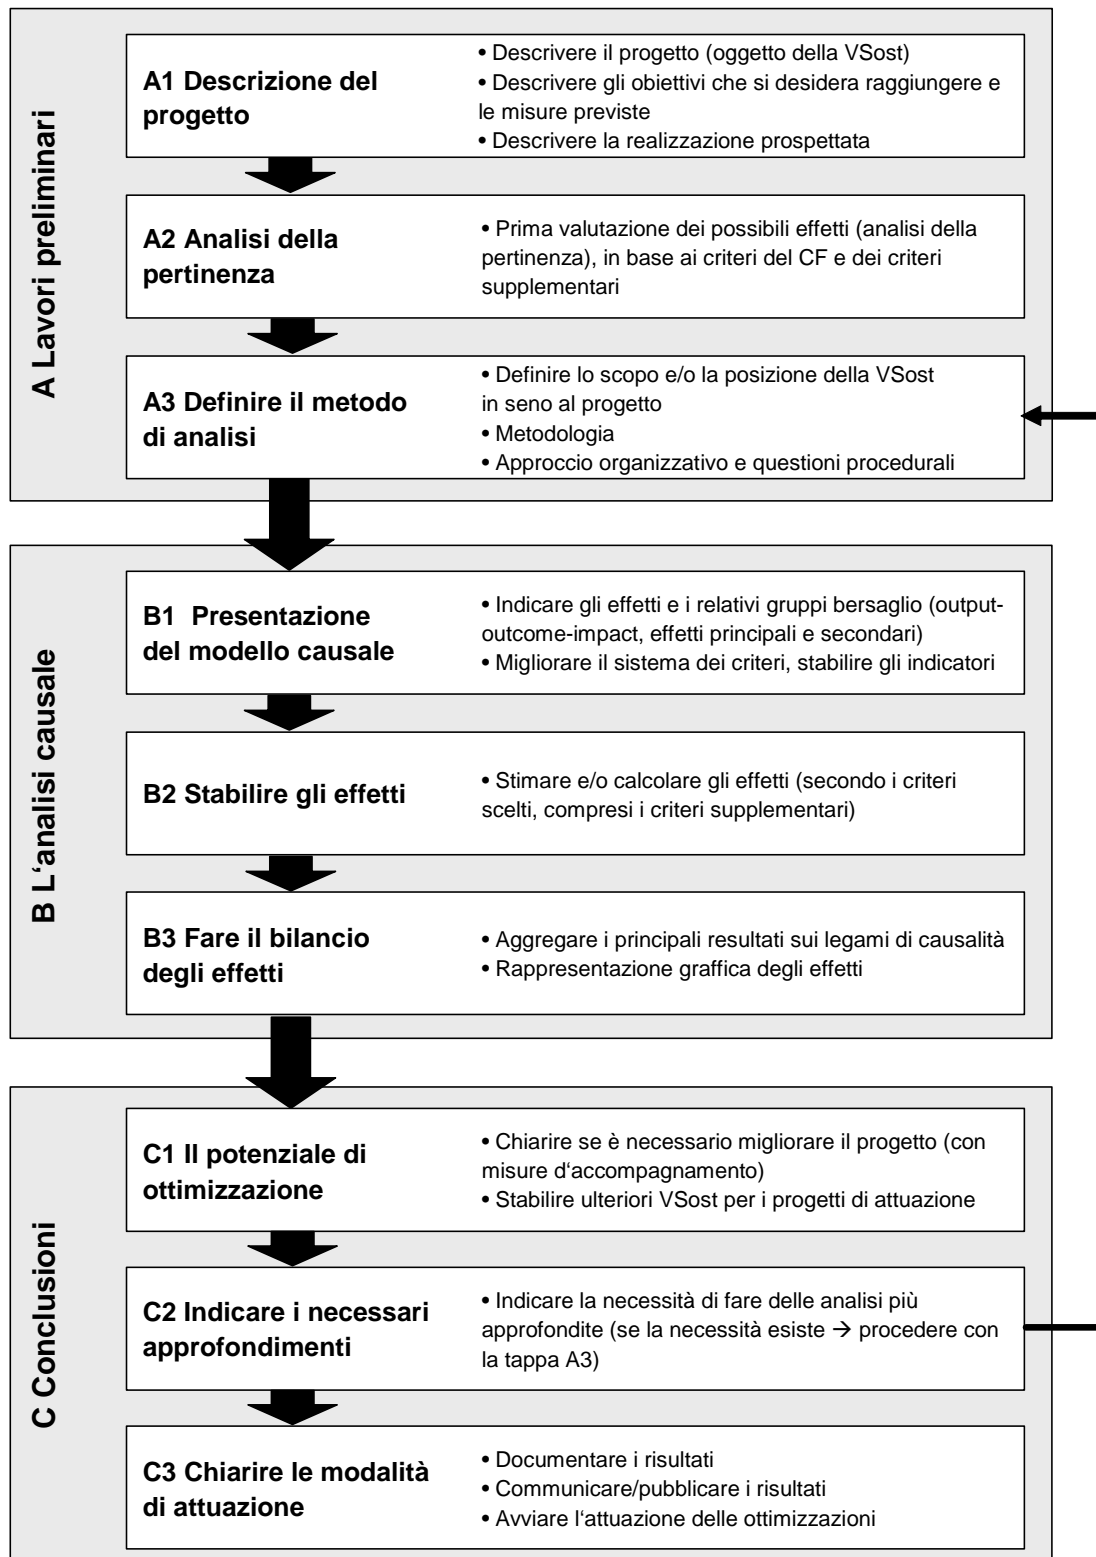 A Lavori preliminari
A1 Descrizione del
progetto
• Descrivere il progetto (oggetto della VSost)
• Descrivere gli obiettivi che si desidera raggiungere e
le misure previste
• Descrivere la realizzazione prospettata
A2 Analisi della
pertinenza
• Prima valutazione dei possibili effetti (analisi della
pertinenza), in base ai criteri del CF e dei criteri
supplementari
A3 Definire il metodo
di analisi
• Definire lo scopo e/o la posizione della VSost
in seno al progetto
• Metodologia
• Approccio organizzativo e questioni procedurali
B L‘analisi causale
B1 Presentazione
del modello causale
• Indicare gli effetti e i relativi gruppi bersaglio (output-
outcome-impact, effetti principali e secondari)
• Migliorare il sistema dei criteri, stabilire gli indicatori
B2 Stabilire gli effetti
• Stimare e/o calcolare gli effetti (secondo i criteri
scelti, compresi i criteri supplementari)
B3 Fare il bilancio
degli effetti
• Aggregare i principali resultati sui legami di causalità
• Rappresentazione graffica degli effetti
C Conclusioni
C1 Il potenziale di
ottimizzazione
• Chiarire se è necessario migliorare il progetto (con
misure d‘accompagnamento)
• Stabilire ulteriori VSost per i progetti di attuazione
C2 Indicare i necessari
approfondimenti
• Indicare la necessità di fare delle analisi più
approfondite (se la necessità esiste → procedere con
la tappa A3)
C3 Chiarire le modalità
di attuazione
• Documentare i risultati
• Communicare/pubblicare i risultati
• Avviare l‘attuazione delle ottimizzazioni